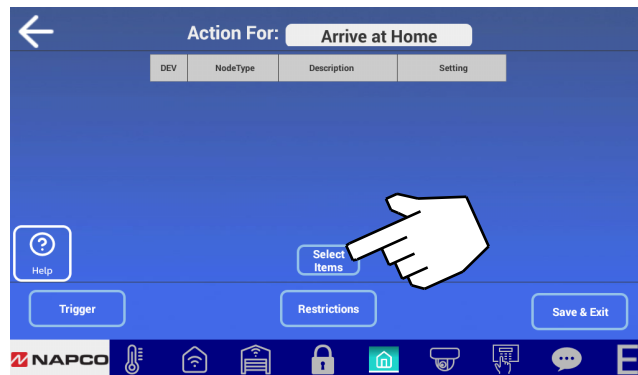 Action For: Arrive at Home
DEV NodeType Description Setting
Select
Items
Help
Trigger
Restrictions
Save & Exit
NAPCO
E